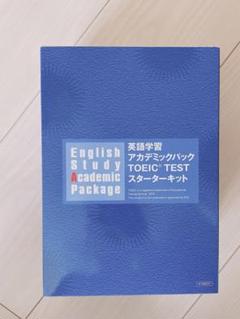 English
Study
Academic
Package
英語学習
アカデミックパック
TOEIC® TEST
スターターキット